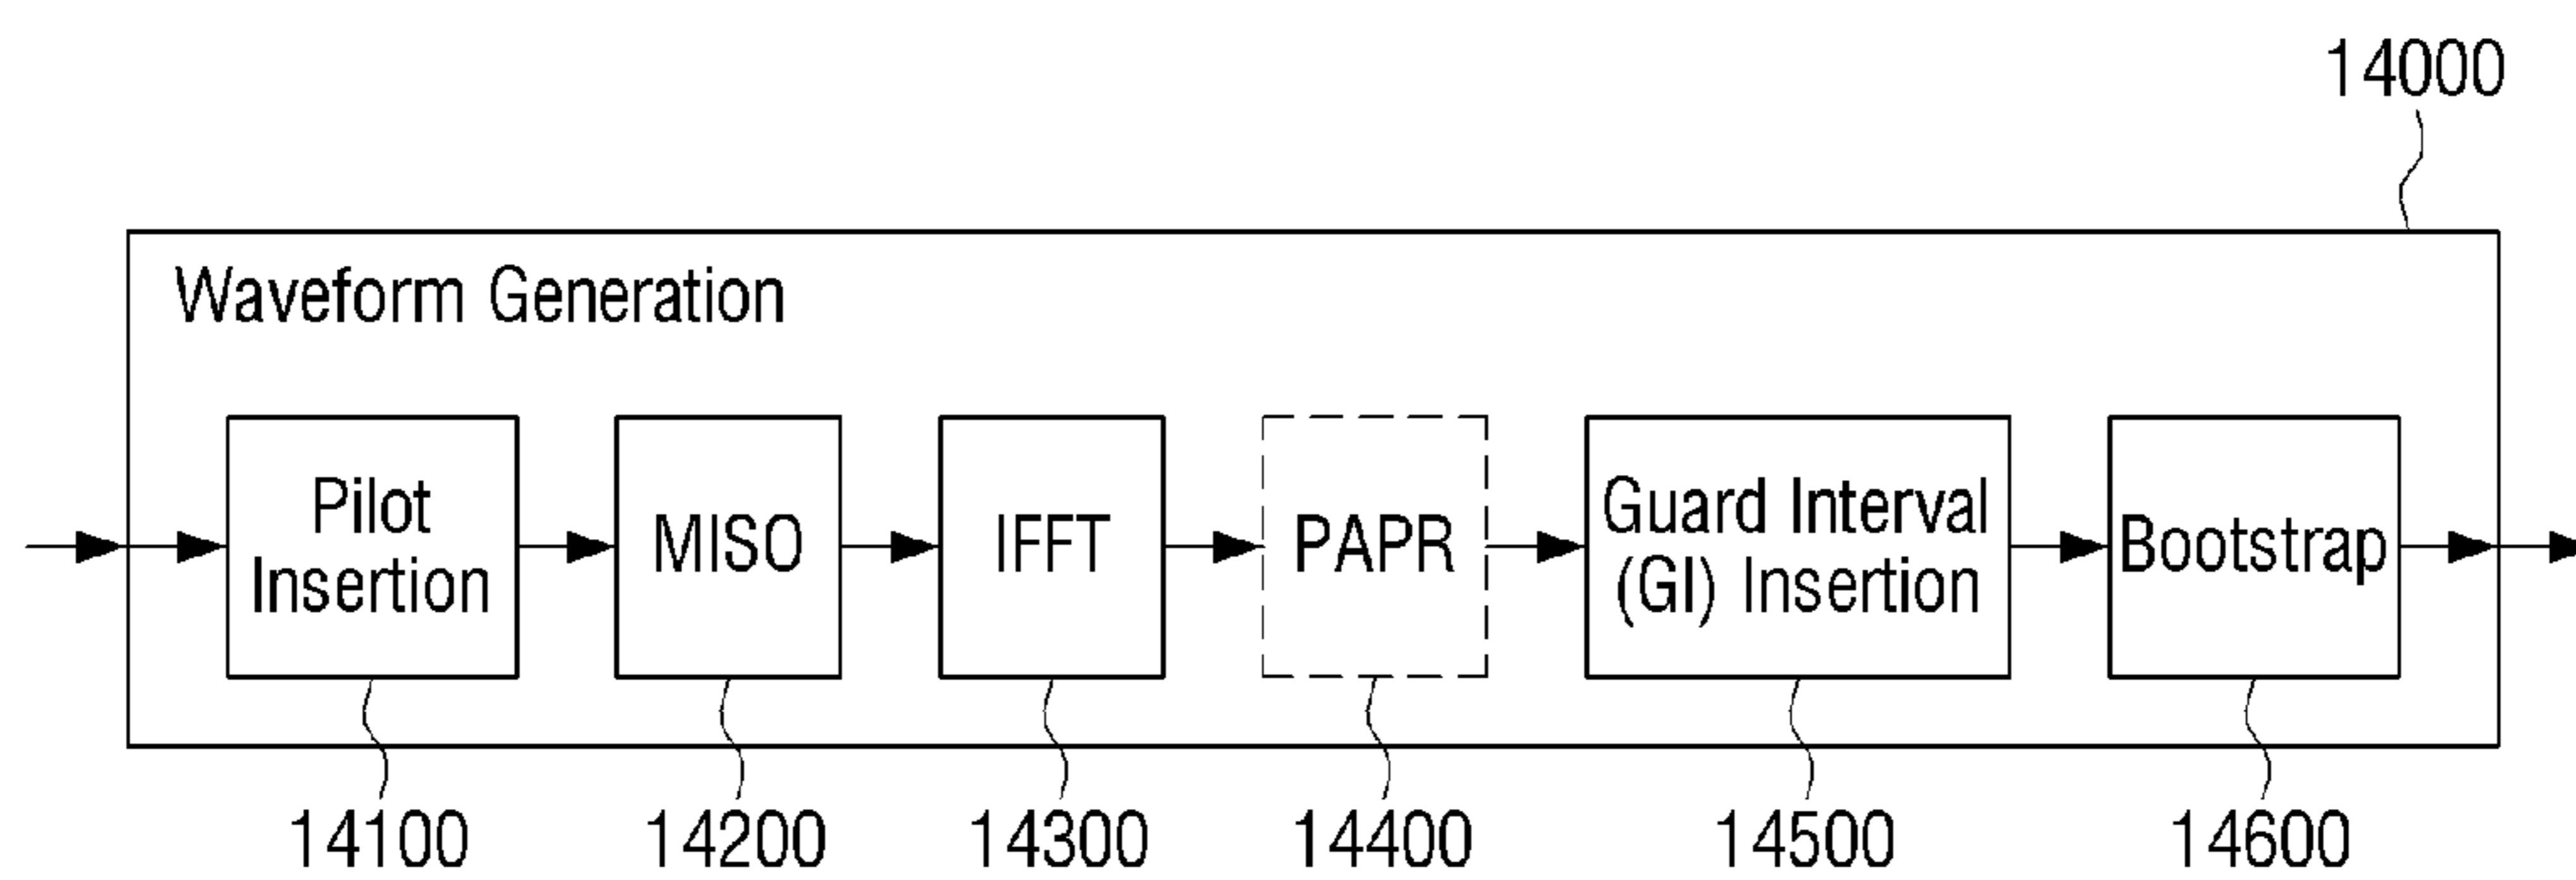 14000
Waveform Generation
Pilot
Insertion
MISO
IFFT
PAPR
Guard Interval
(GI) Insertion
Bootstrap
14100
14200
14300
14400
14500
14600